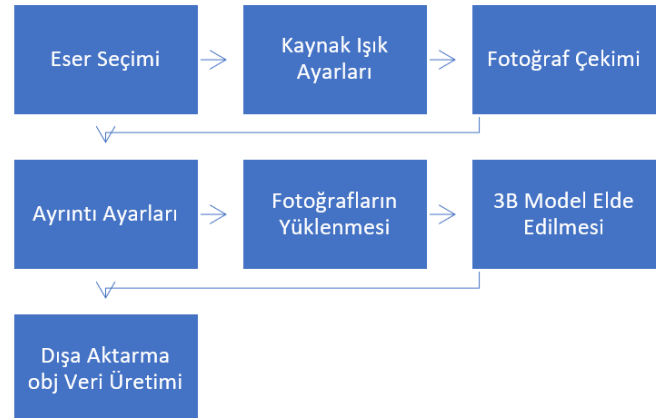 Eser Seçimi
Kaynak Işık
Ayarları
Fotoğraf Çekimi
Ayrıntı Ayarları
Fotoğrafların
Yüklenmesi
3B Model Elde
Edilmesi
Dışa Aktarma
obj Veri Üretimi